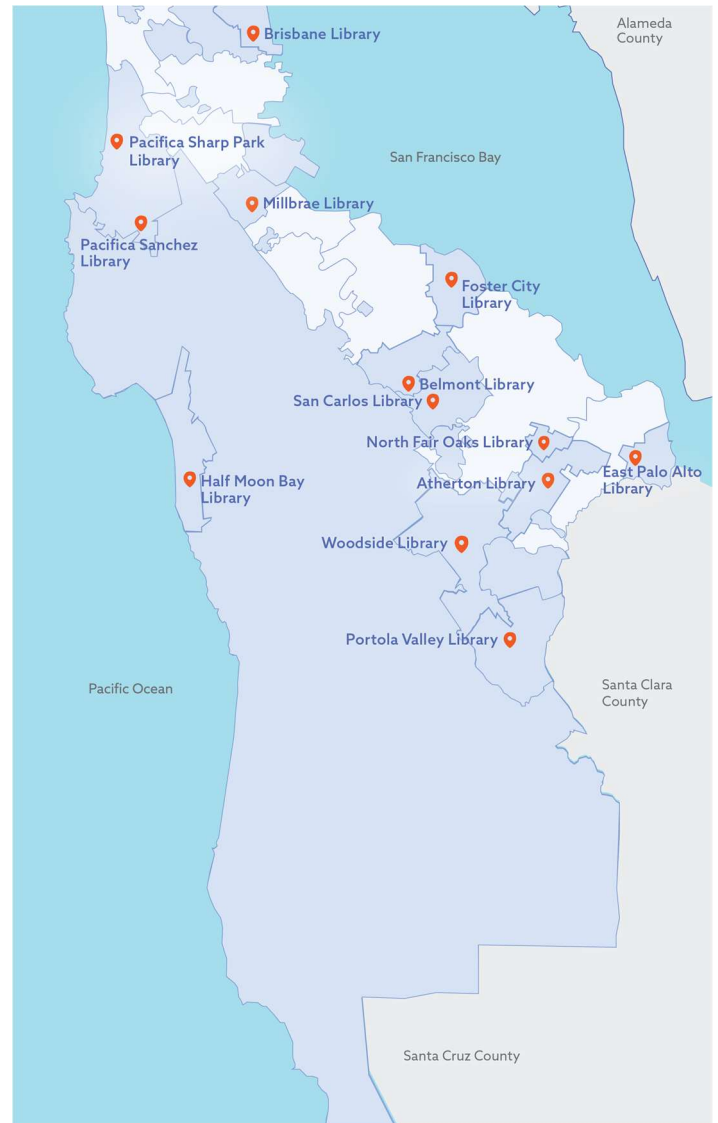 Alameda
County
Brisbane Library
Pacifica Sharp Park
Library
San Francisco Bay
Millbrae Library
Pacifica Sanchez
Library
Foster City
Library
Belmont Library
San Carlos Library
North Fair Oaks Library
East Palo Alto
Library
Atherton Library
Half Moon Bay
Library
Woodside Library
Portola Valley Library
Pacific Ocean
Santa Clara
County
Santa Cruz County